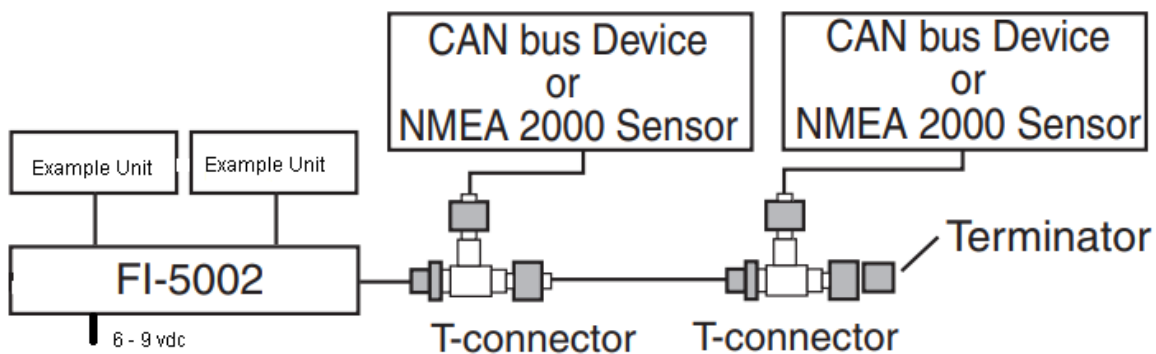 CAN bus Device
or
NMEA 2000 Sensor
CAN bus Device
or
NMEA 2000 Sensor
Example Unit
Example Unit
FI-5002
6 - 9 vdc
Terminator
T-connector
T-connector